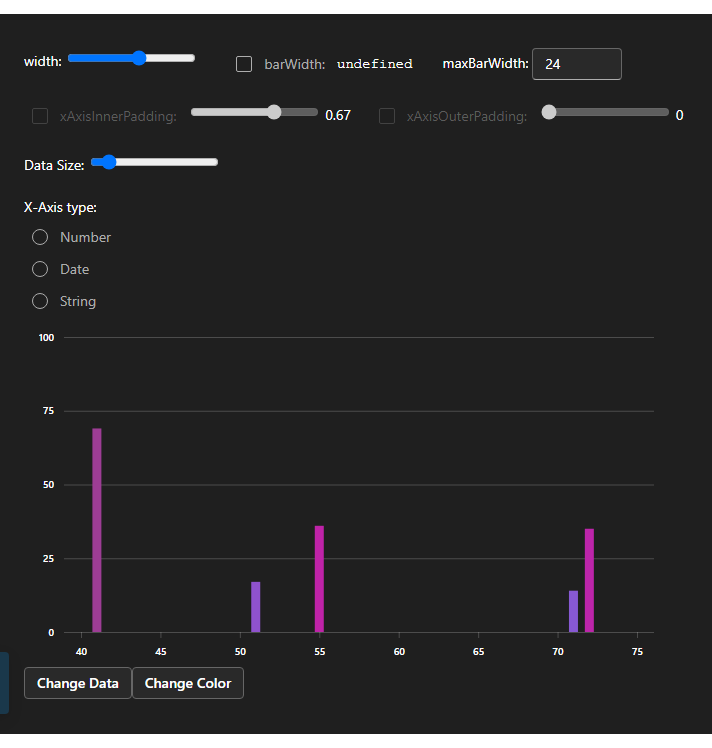 width: barWidth: undefined maxBarWidth: 24
xAxisInnerPadding: 0.67 xAxisOuterPadding: 0
Data Size:
X-Axis type:
Number
Date
String
100
75
50
25
0
40 45 50 55 60 65 70 75
Change Data Change Color